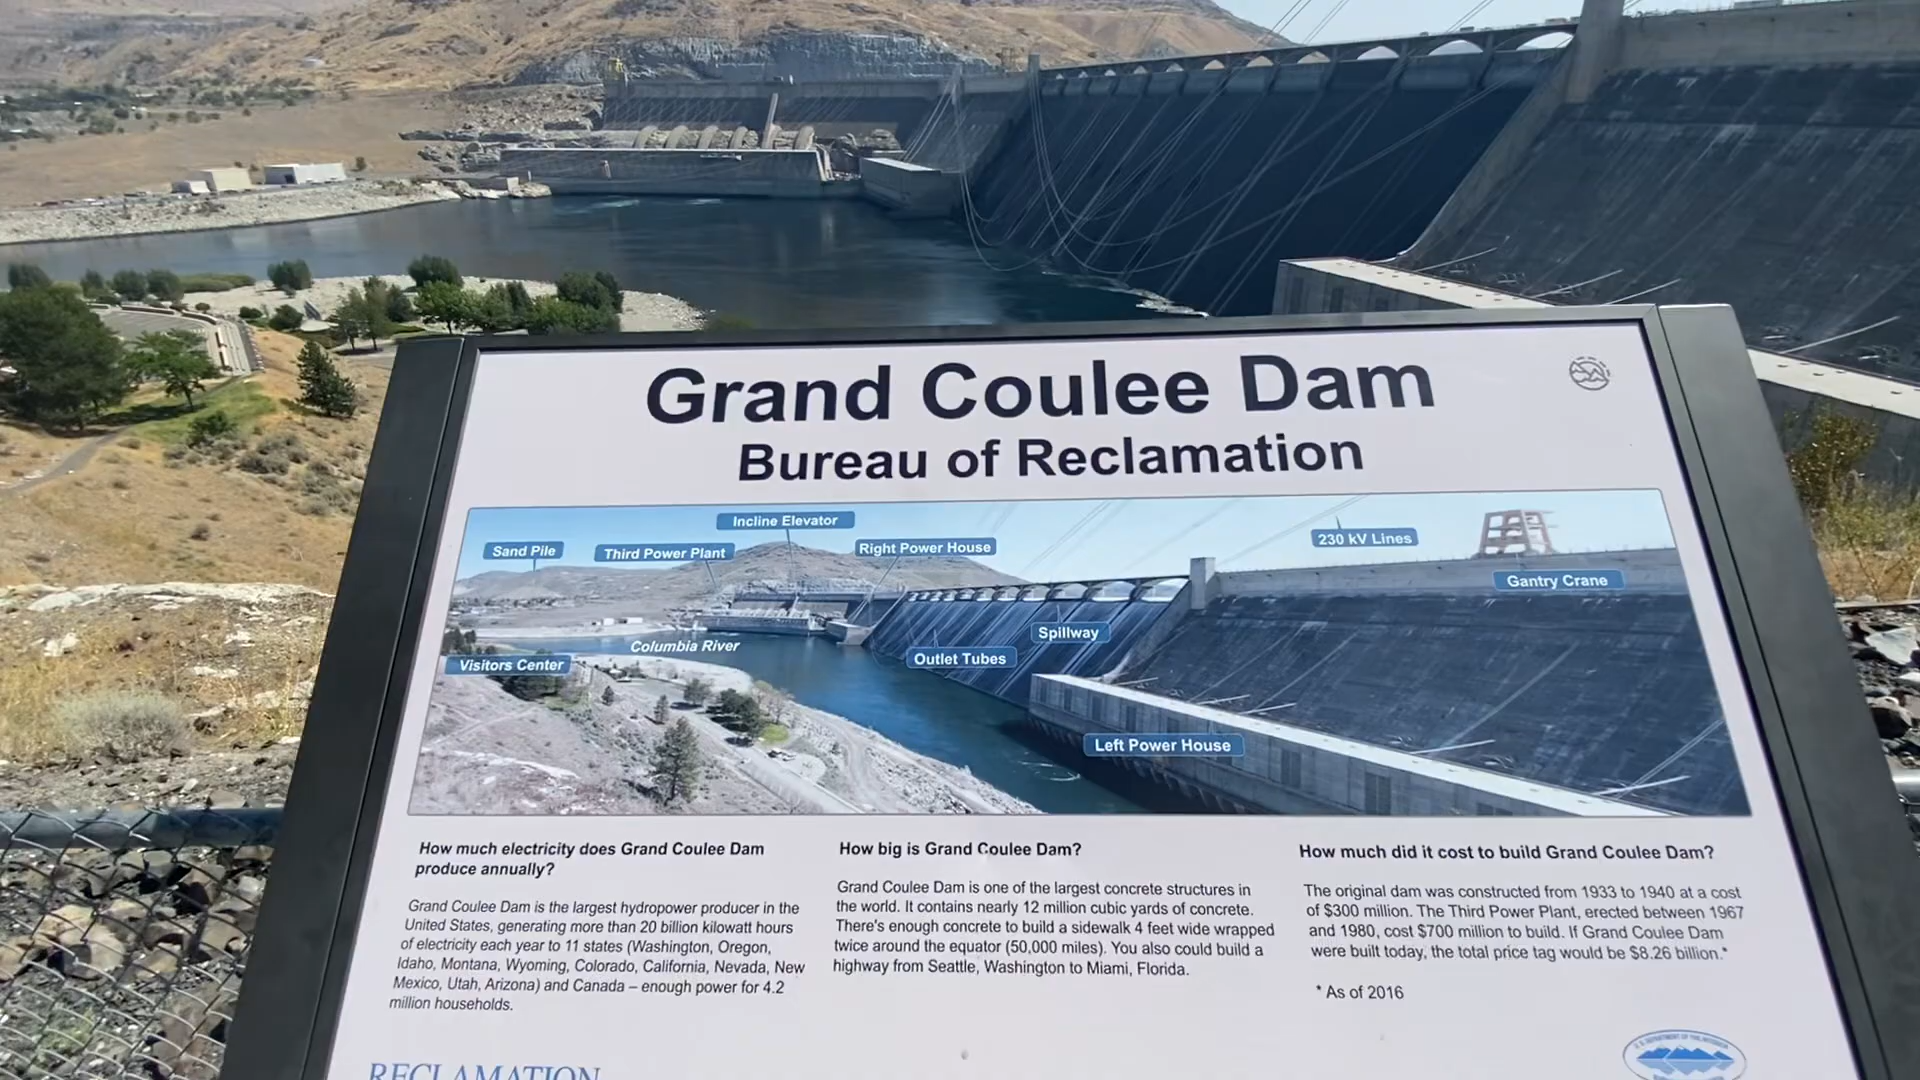 Grand Coulee Dam
Bureau of Reclamation
Incline Elevator
Sand Pile
Third Power Plant
Right Power House
230 kV Lines
Gantry Crane
Columbia River
Visitors Center
Spillway
Outlet Tubes
Left Power House
How much electricity does Grand Coulee Dam
produce annually?
Grand Coulee Dam is the largest hydropower producer in the
United States, generating more than 20 billion kilowatt hours
of electricity each year to 11 states (Washington, Oregon,
Idaho, Montana, Wyoming, Colorado, California, Nevada, New
Mexico, Utah, Arizona) and Canada – enough power for 4.2
million households.
How big is Grand Coulee Dam?
Grand Coulee Dam is one of the largest concrete structures in
the world. It contains nearly 12 million cubic yards of concrete.
There's enough concrete to build a sidewalk 4 feet wide wrapped
twice around the equator (50,000 miles). You also could build a
highway from Seattle, Washington to Miami, Florida.
How much did it cost to build Grand Coulee Dam?
The original dam was constructed from 1933 to 1940 at a cost
of $300 million. The Third Power Plant, erected between 1967
and 1980, cost $700 million to build. If Grand Coulee Dam
were built today, the total price tag would be $8.26 billion.*
* As of 2016
RECLAMATION